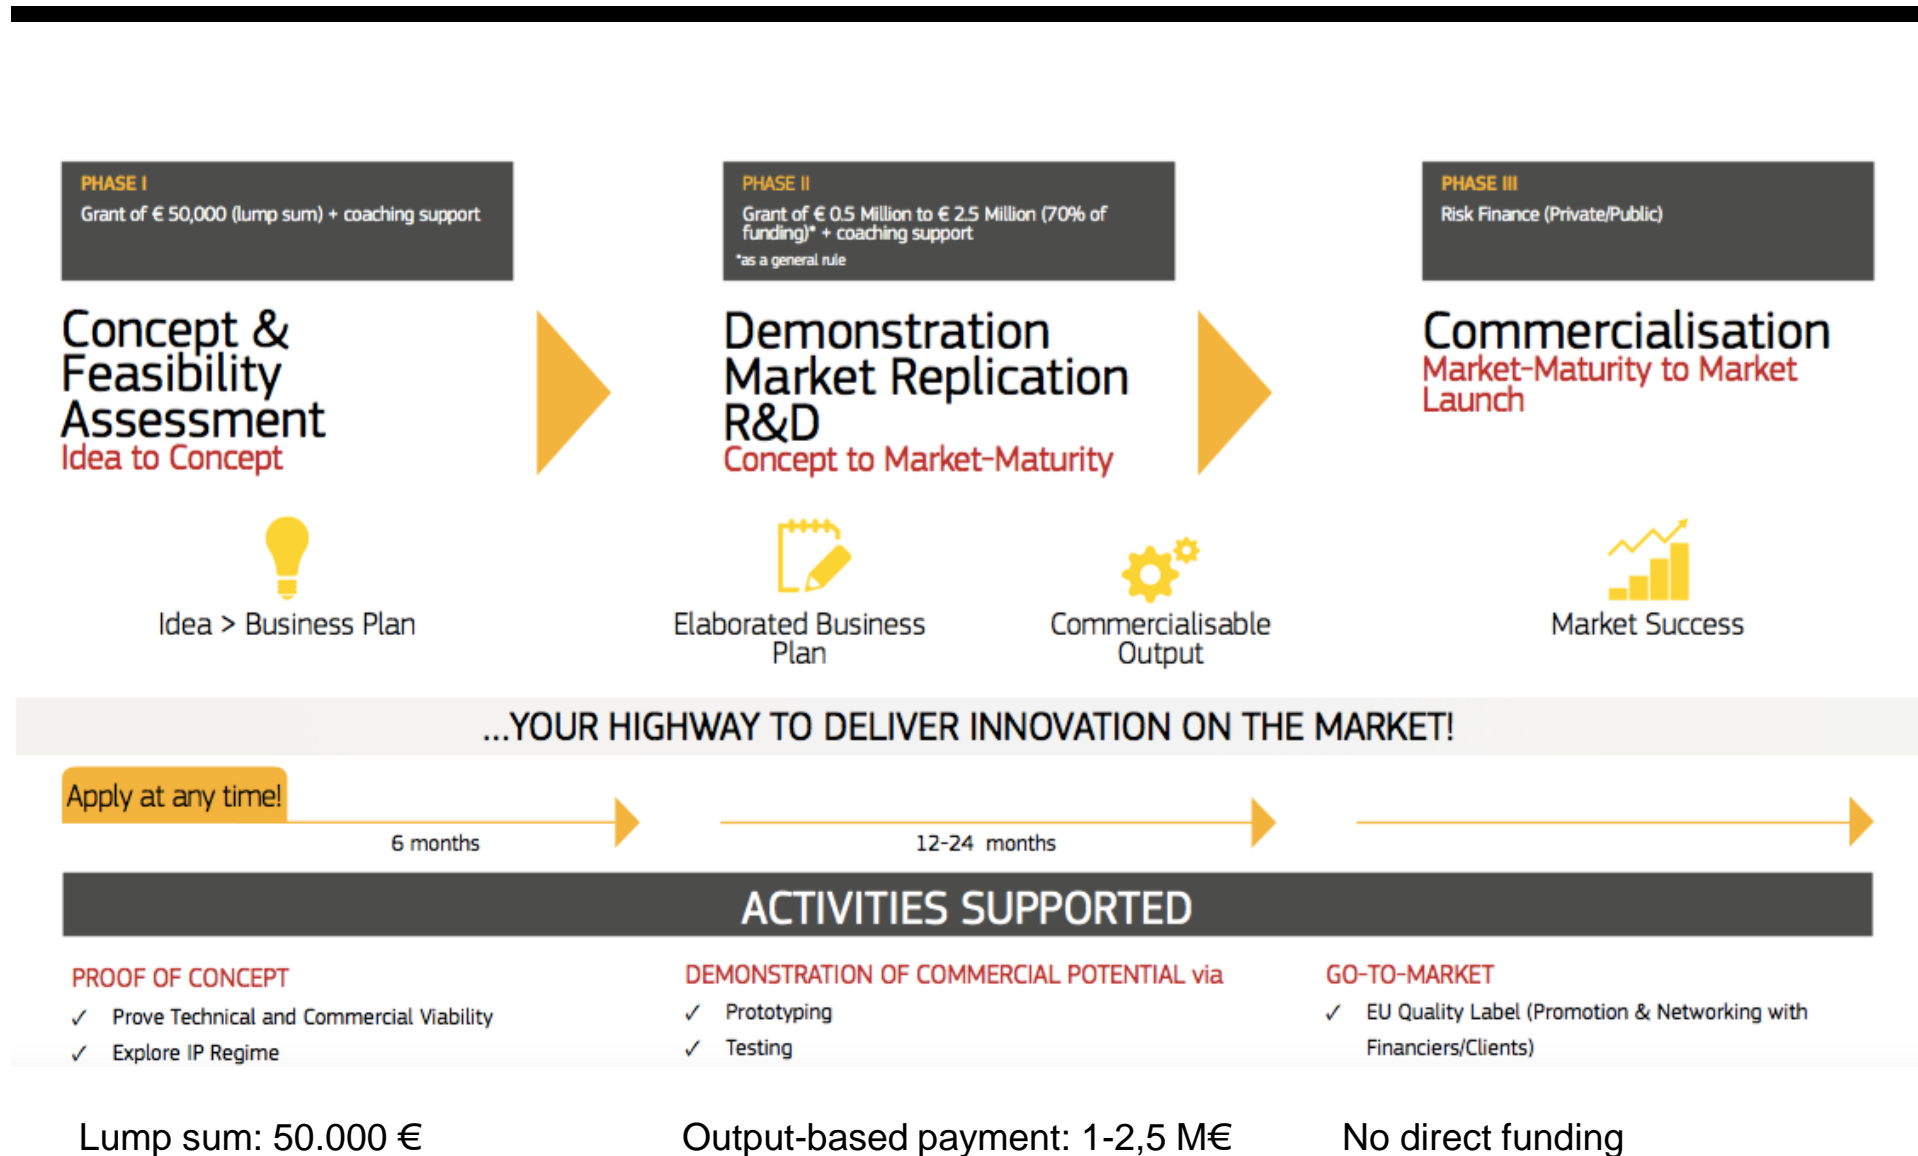 PHASE I
Grant of € 50,000 (lump sum) + coaching support
PHASE II
Grant of € 0.5 Million to € 2.5 Million (70% of
funding)* + coaching support
*as a general rule
PHASE III
Risk Finance (Private/Public)
Concept &
Feasibility
Assessment
Idea to Concept
Demonstration
Market Replication
R&D
Concept to Market-Maturity
Commercialisation
Market-Maturity to Market
Launch
Idea > Business Plan
Elaborated Business
Plan
Commercialisable
Output
Market Success
...YOUR HIGHWAY TO DELIVER INNOVATION ON THE MARKET!
Apply at any time!
6 months
12-24 months
ACTIVITIES SUPPORTED
PROOF OF CONCEPT
✓ Prove Technical and Commercial Viability
✓ Explore IP Regime
DEMONSTRATION OF COMMERCIAL POTENTIAL via
✓ Prototyping
✓ Testing
GO-TO-MARKET
✓ EU Quality Label (Promotion & Networking with
Financiers/Clients)
Lump sum: 50.000 €
Output-based payment: 1-2,5 M€
No direct funding